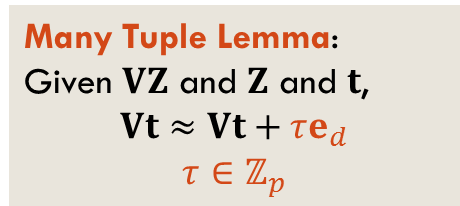 Many Tuple Lemma:
Given VZ and Z and t,
Vt ≈ Vt + τe_d
τ ∈ ℤ_p